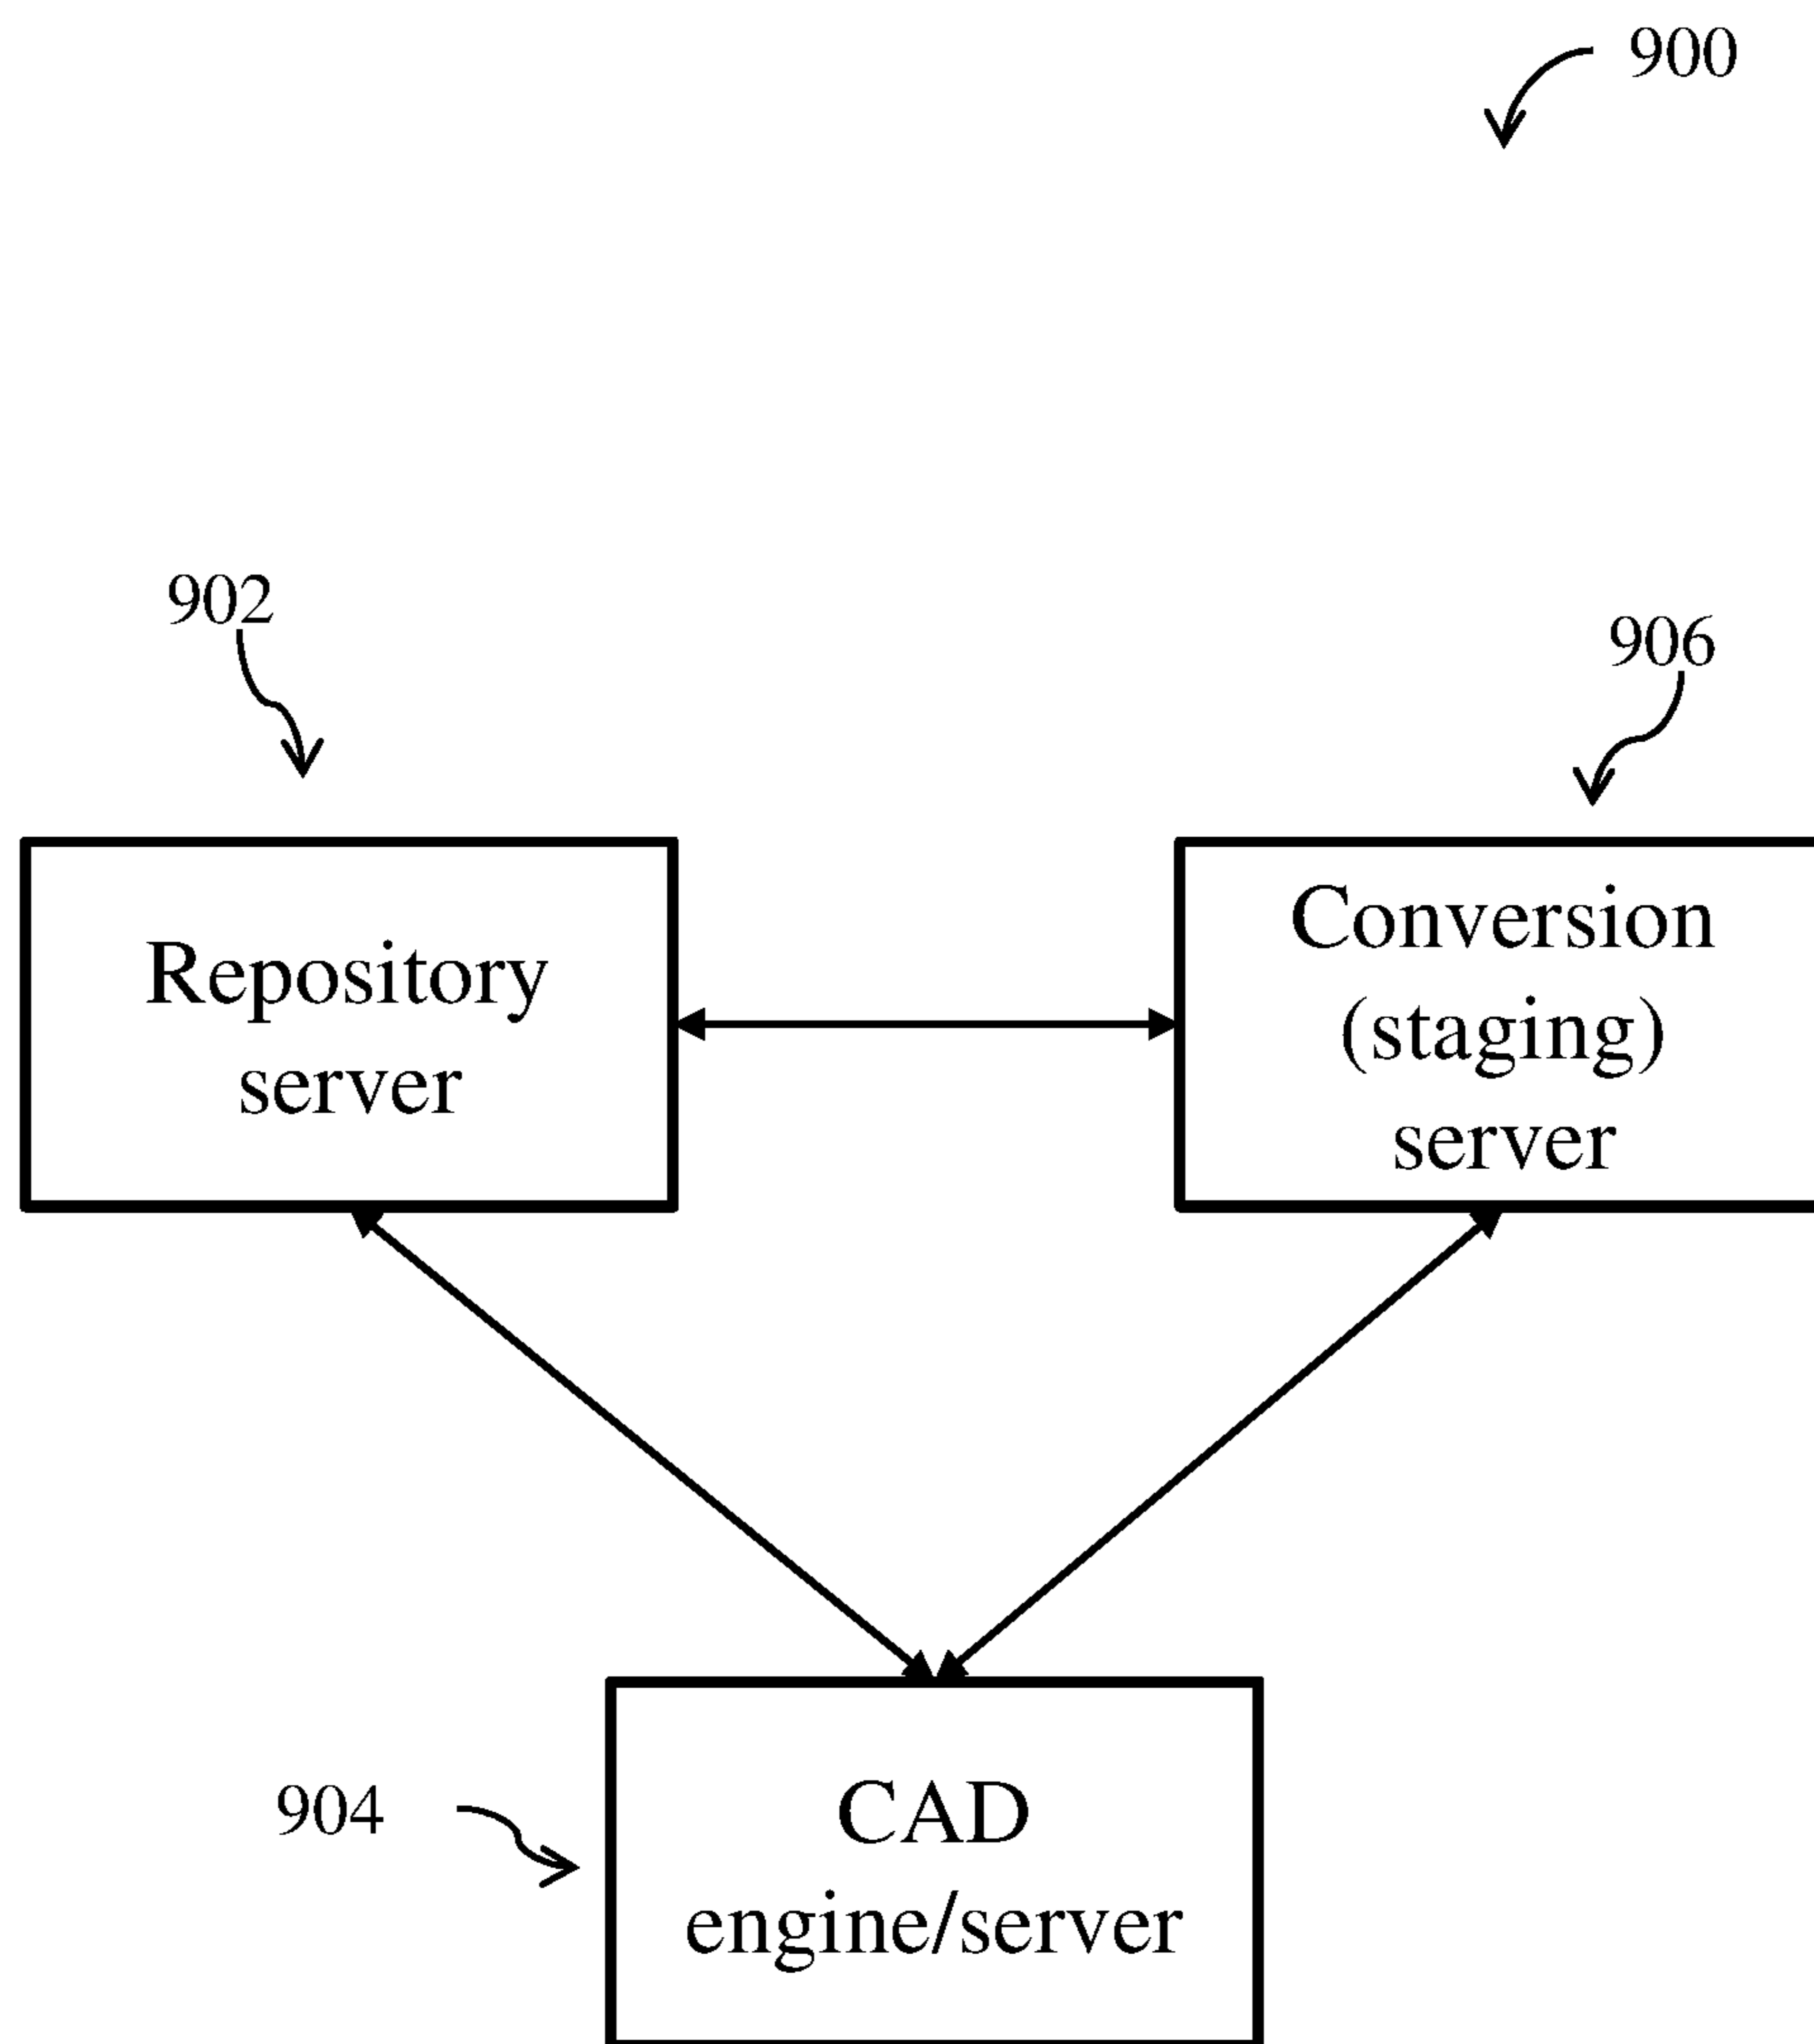 900
902
906
Repository
server
Conversion
(staging)
server
904
CAD
engine/server